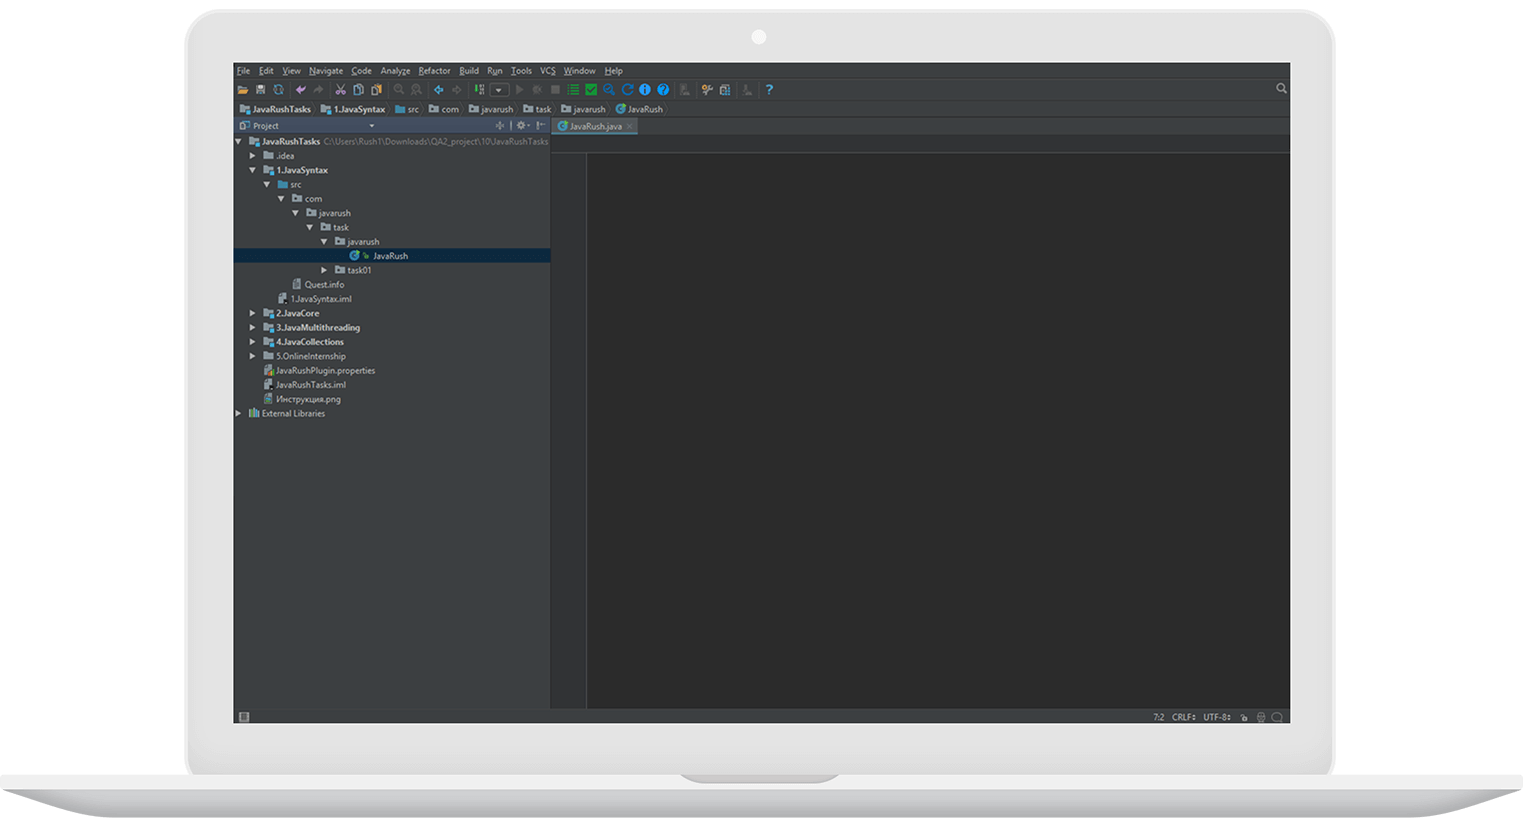 File Edit View Navigate Code Analyze Refactor Build Run Tools VCS Window Help
JavaRushTasks 1.JavaSyntax src com javarush task javarush JavaRush
Project
JavaRush.java
JavaRushTasks C:\Users\Rush1\Downloads\QA2_project\10\JavaRushTasks
.idea
1.JavaSyntax
src
com
javarush
task
javarush
JavaRush
task01
Quest.info
1.JavaSyntax.iml
2.JavaCore
3.JavaMultithreading
4.JavaCollections
5.OnlineInternship
JavaRushPlugin.properties
JavaRushTasks.iml
Инструкция.png
External Libraries
7:2 CRLF UTF-8